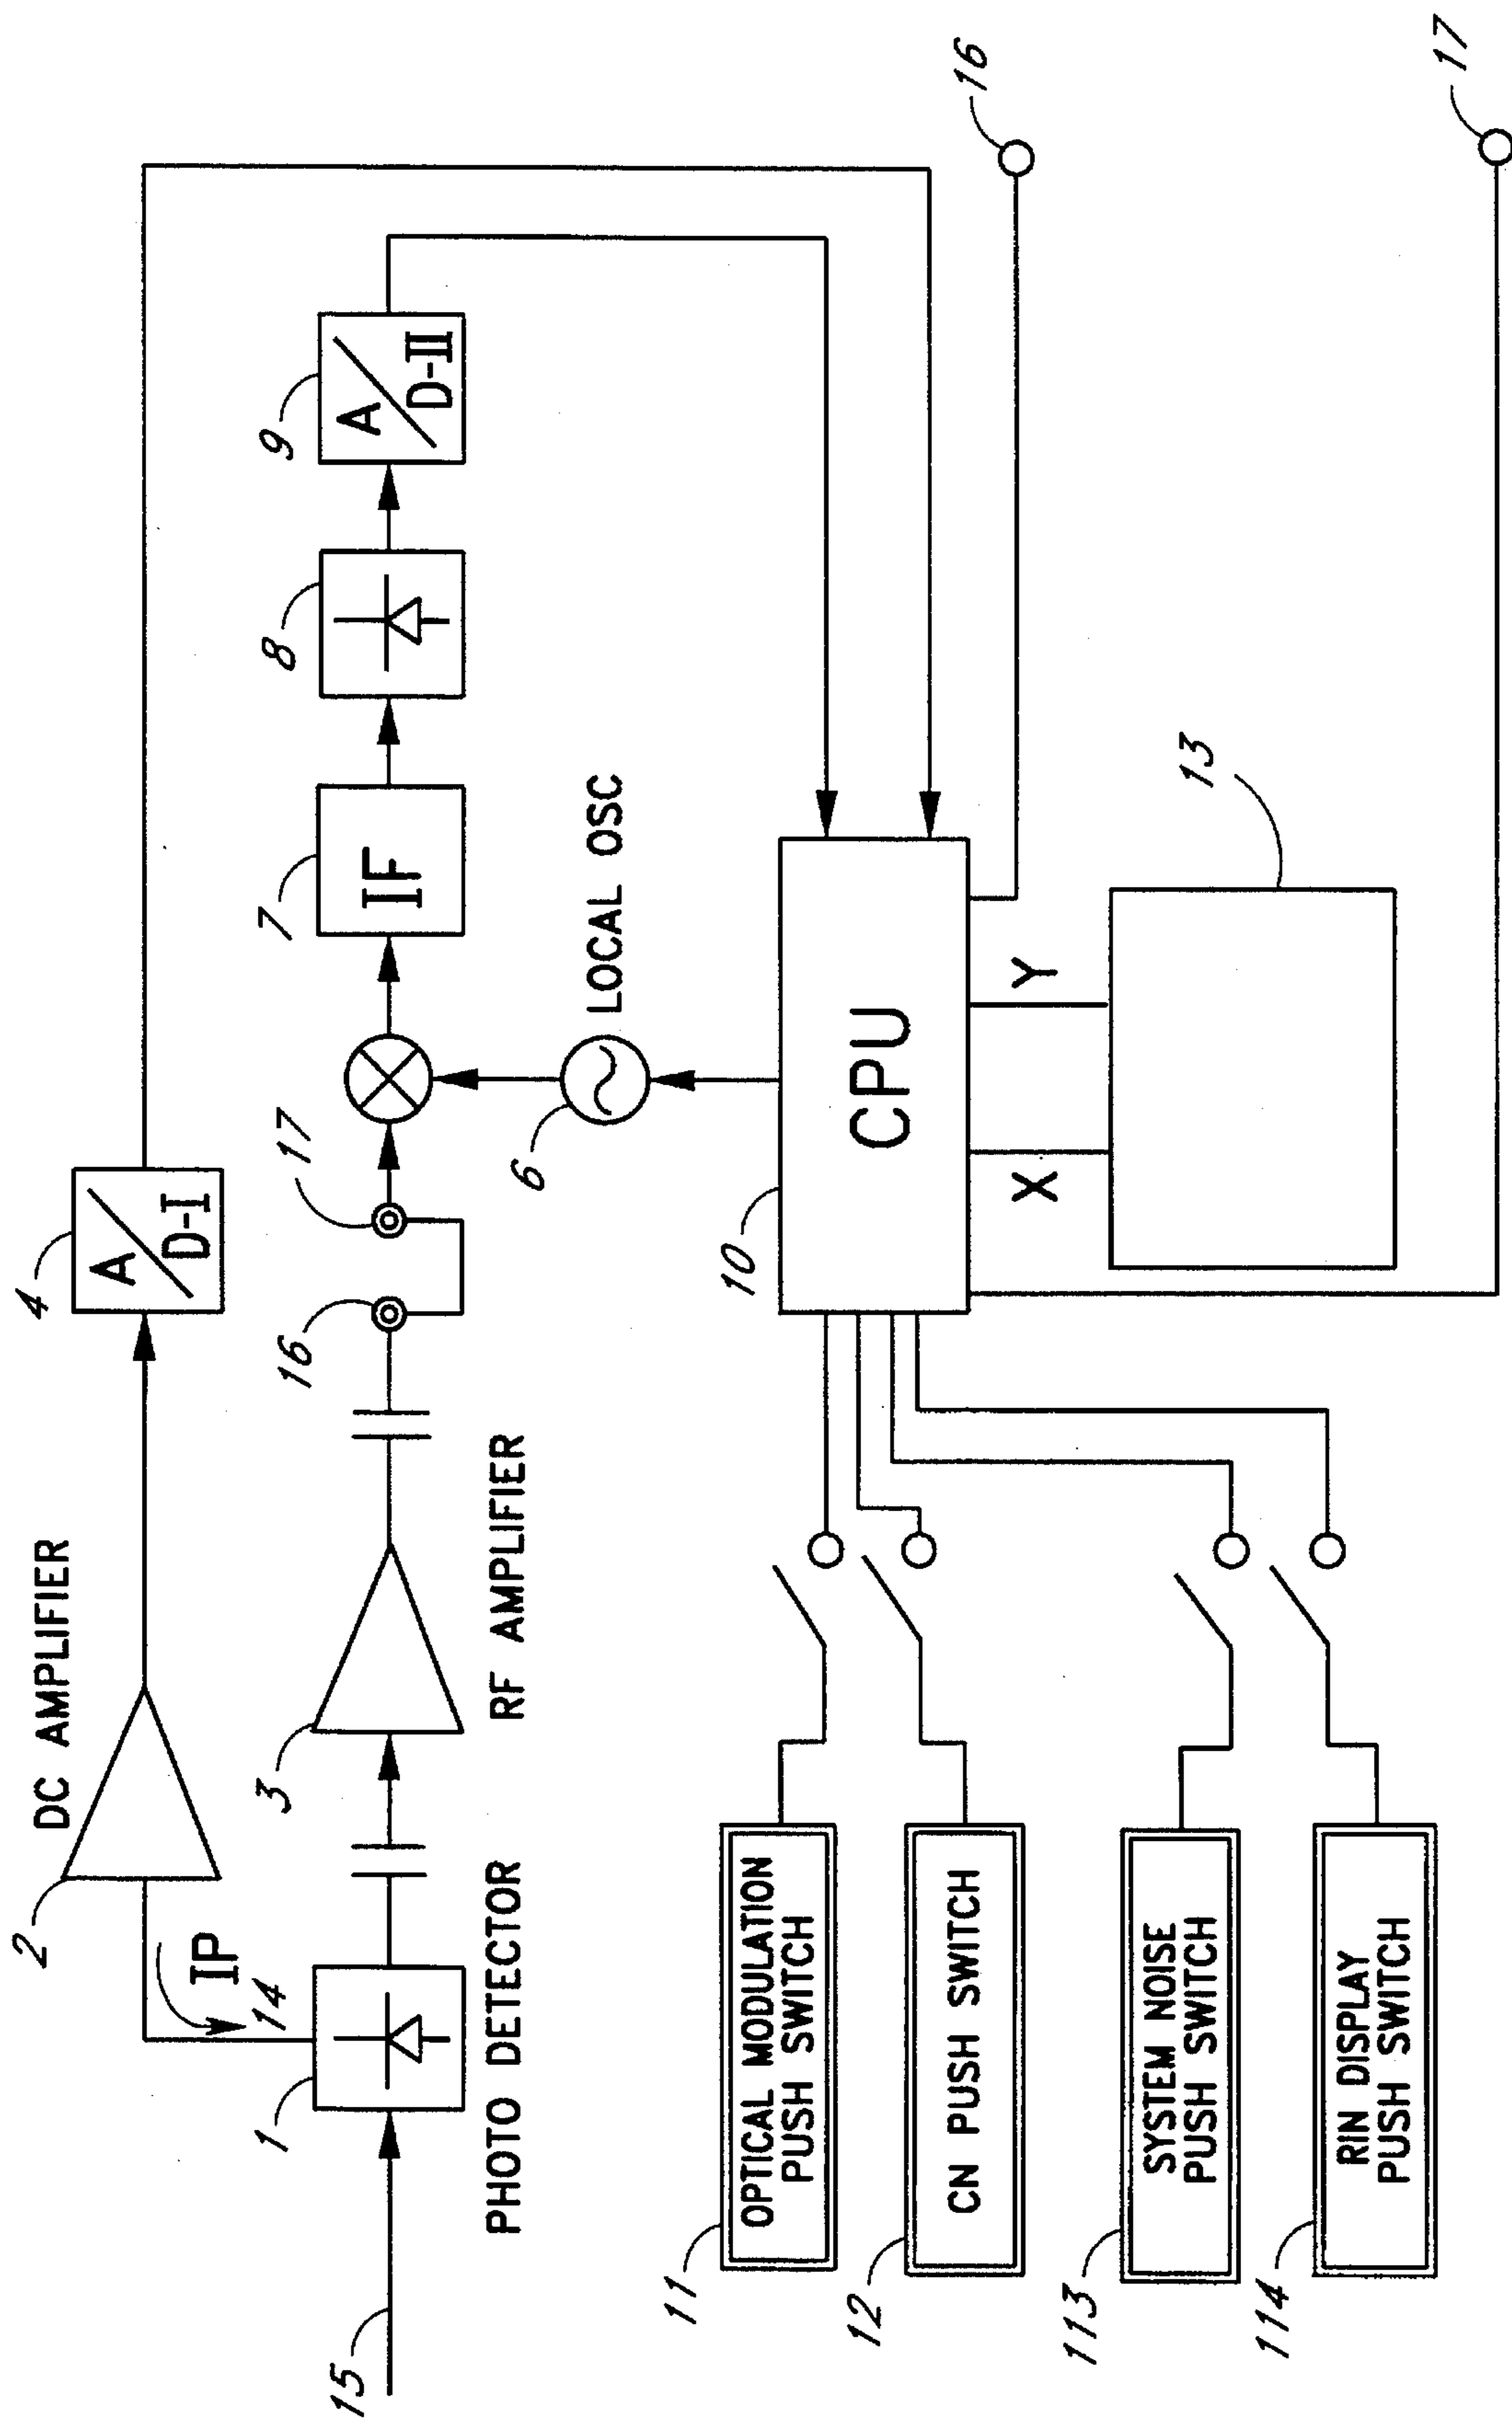 DC AMPLIFIER
2
4
A/D-I
IP
14
1
15
PHOTO DETECTOR
3
RF AMPLIFIER
16
17
6
LOCAL OSC
7
IF
8
9
A/D-II
10
CPU
X
Y
13
16
17
11
OPTICAL MODULATION
PUSH SWITCH
12
CN PUSH SWITCH
113
SYSTEM NOISE
PUSH SWITCH
114
RIN DISPLAY
PUSH SWITCH